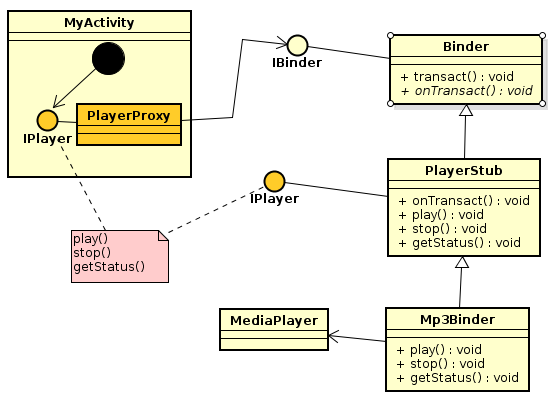 MyActivity
PlayerProxy
IPlayer
IBinder
Binder
+ transact() : void
+ onTransact() : void
IPlayer
PlayerStub
+ onTransact() : void
+ play() : void
+ stop() : void
+ getStatus() : void
play()
stop()
getStatus()
MediaPlayer
Mp3Binder
+ play() : void
+ stop() : void
+ getStatus() : void